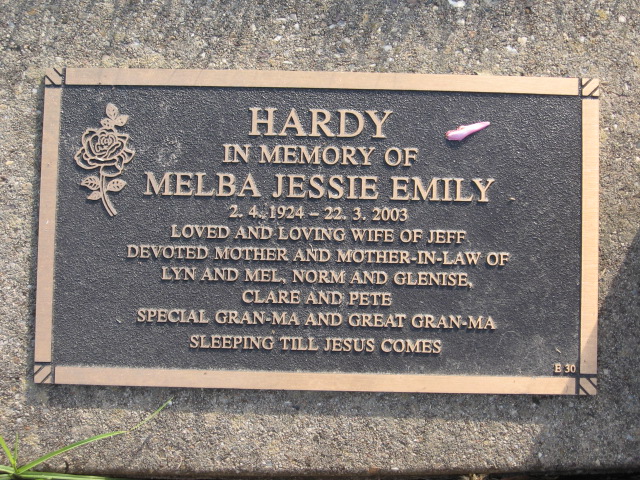 HARDY
IN MEMORY OF
MELBA JESSIE EMILY
2. 4. 1924 – 22. 3. 2003
LOVED AND LOVING WIFE OF JEFF
DEVOTED MOTHER AND MOTHER-IN-LAW OF
LYN AND MEL, NORM AND GLENISE,
CLARE AND PETE
SPECIAL GRAN-MA AND GREAT GRAN-MA
SLEEPING TILL JESUS COMES
E 30